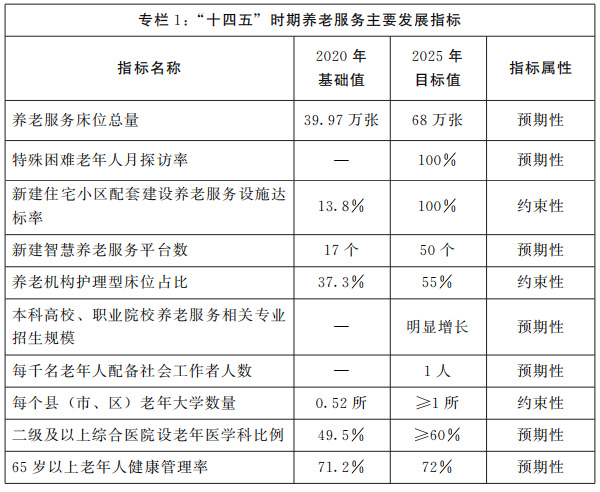 专栏 1:“十四五”时期养老服务主要发展指标
指标名称 2020 年 基础值 2025 年 目标值 指标属性
养老服务床位总量 39.97 万张 68 万张 预期性
特殊困难老年人月探访率 — 100% 预期性
新建住宅小区配套建设养老服务设施达
标率 13.8% 100% 约束性
新建智慧养老服务平台数 17 个 50 个 预期性
养老机构护理型床位占比 37.3% 55% 约束性
本科高校、职业院校养老服务相关专业
招生规模 — 明显增长 预期性
每千名老年人配备社会工作者人数 — 1 人 预期性
每个县（市、区）老年大学数量 0.52 所 ≥1 所 约束性
二级及以上综合医院设老年医学科比例 49.5% ≥60% 预期性
65 岁以上老年人健康管理率 71.2% 72% 预期性